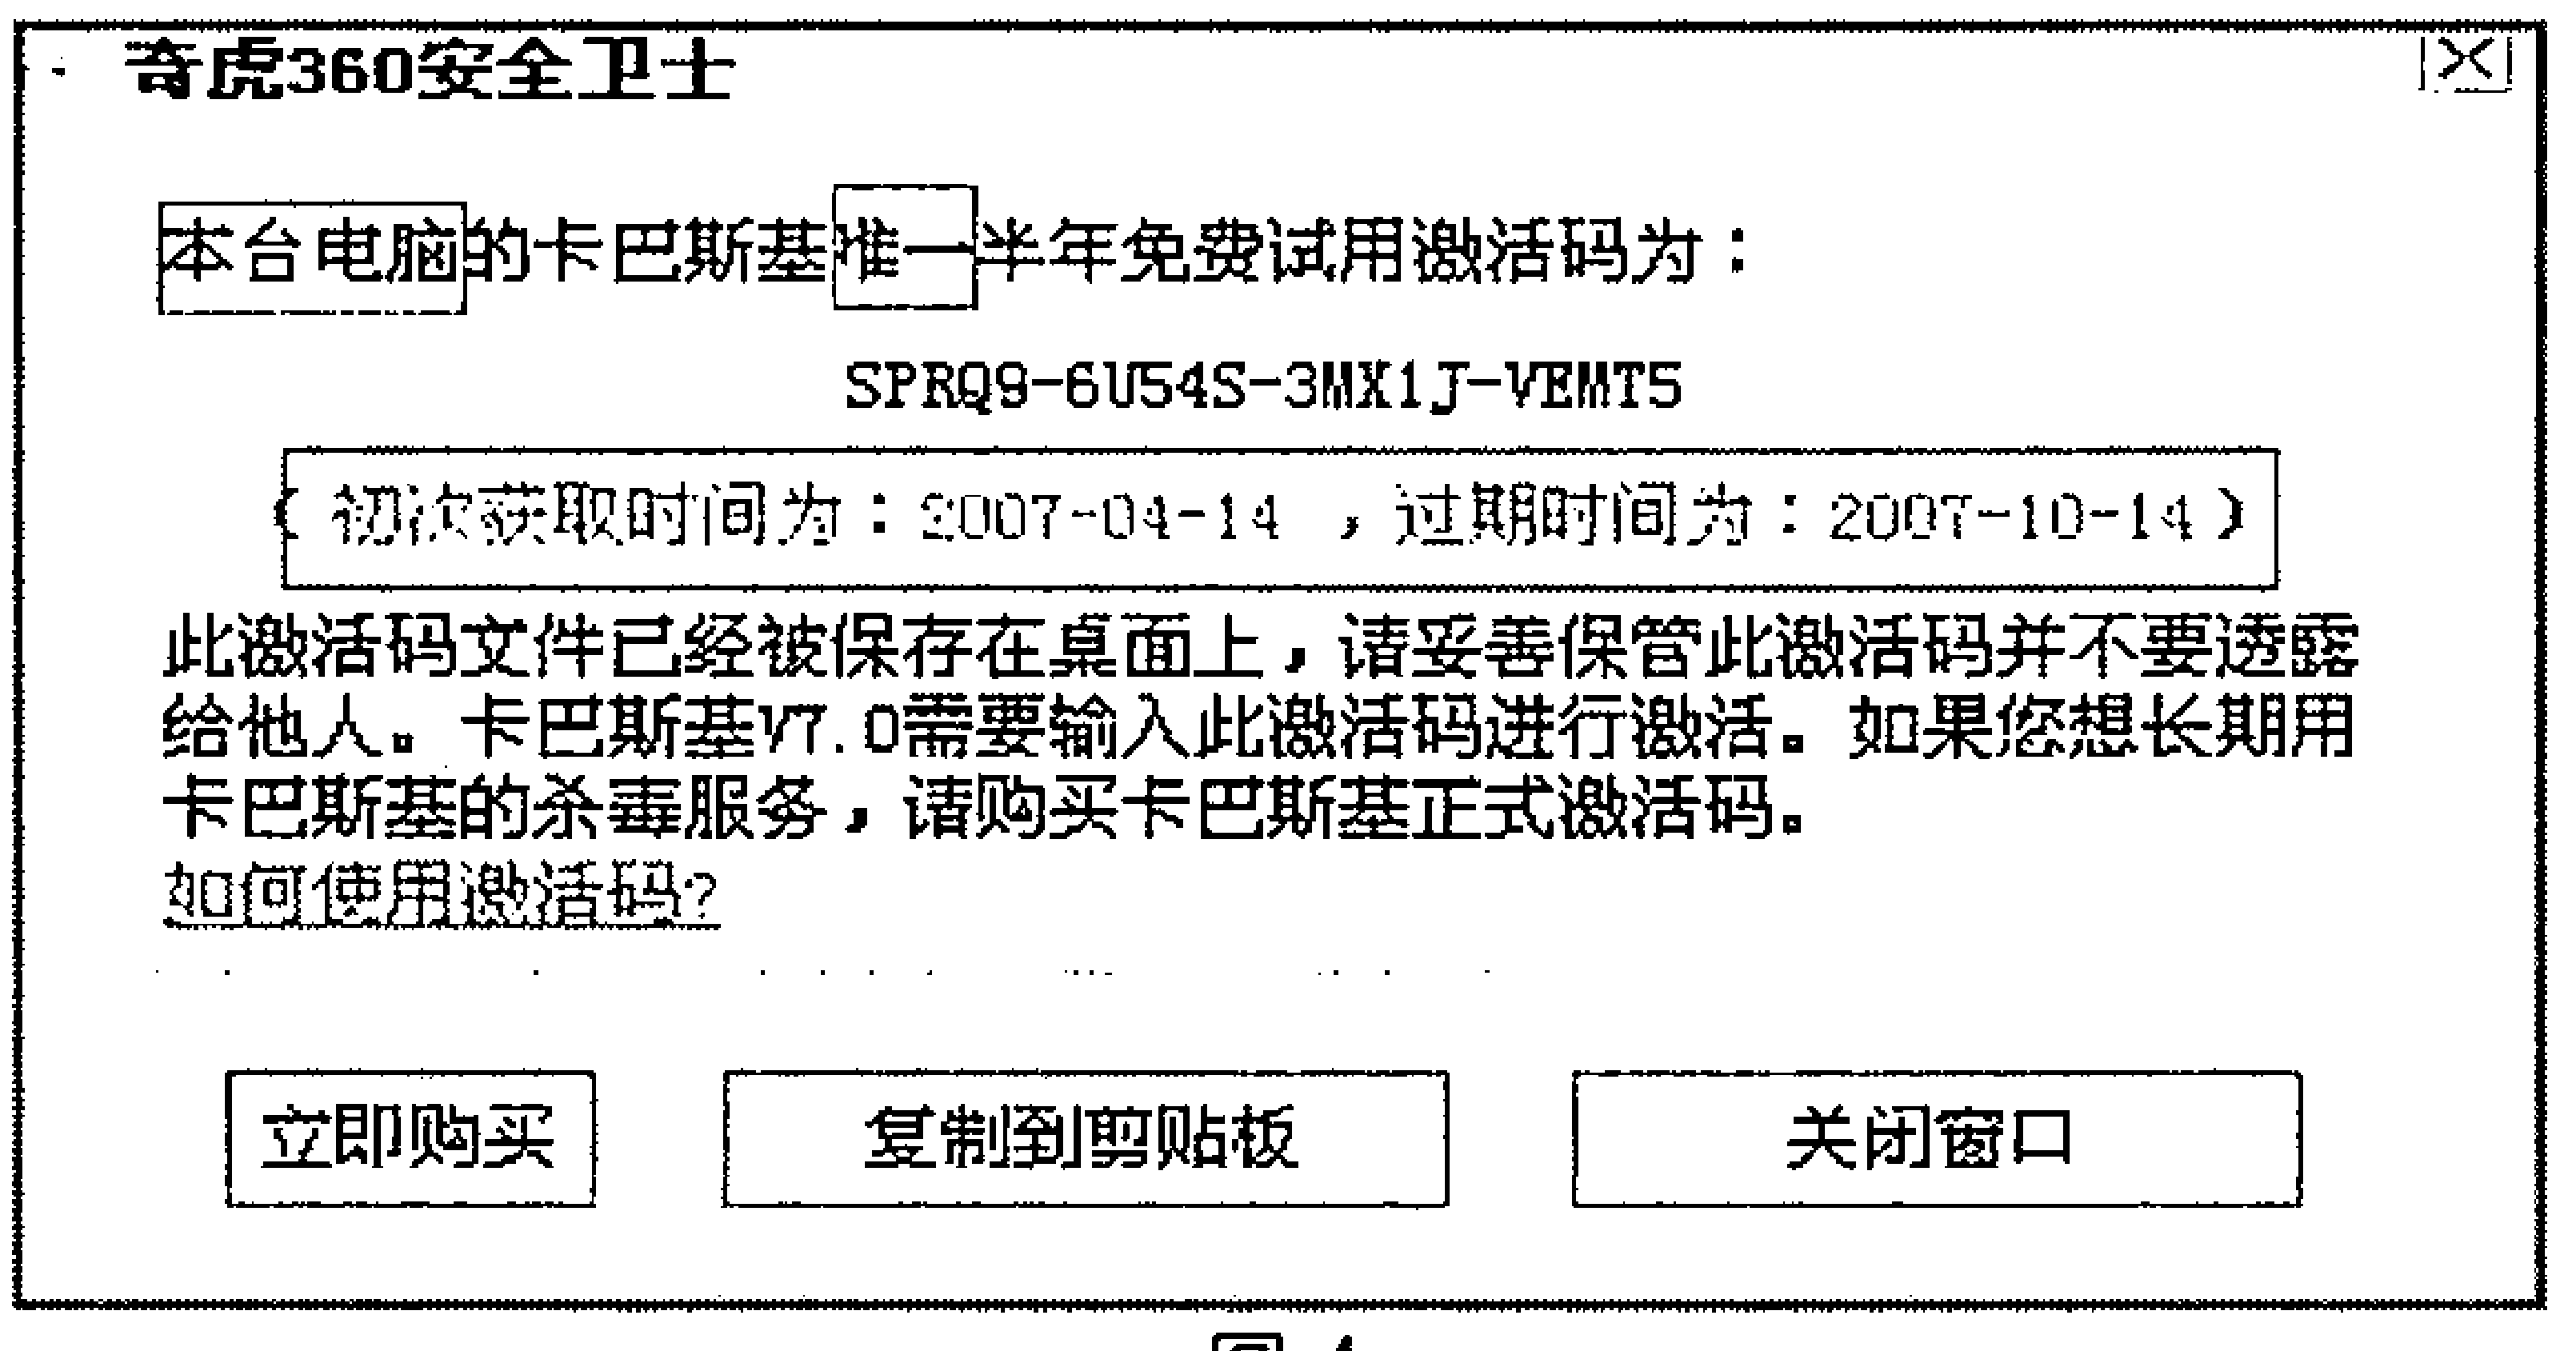 奇虎360安全卫士
本台电脑的卡巴斯基唯一半年免费试用激活码为：
SPRQ9-6U54S-3MX1J-VEMT5
（初次获取时间为：2007-04-14 ，过期时间为：2007-10-14）
此激活码文件已经被保存在桌面上，请妥善保管此激活码并不要透露
给他人。卡巴斯基V7.0需要输入此激活码进行激活。如果您想长期用
卡巴斯基的杀毒服务，请购买卡巴斯基正式激活码。
如何使用激活码?
立即购买 复制到剪贴板 关闭窗口